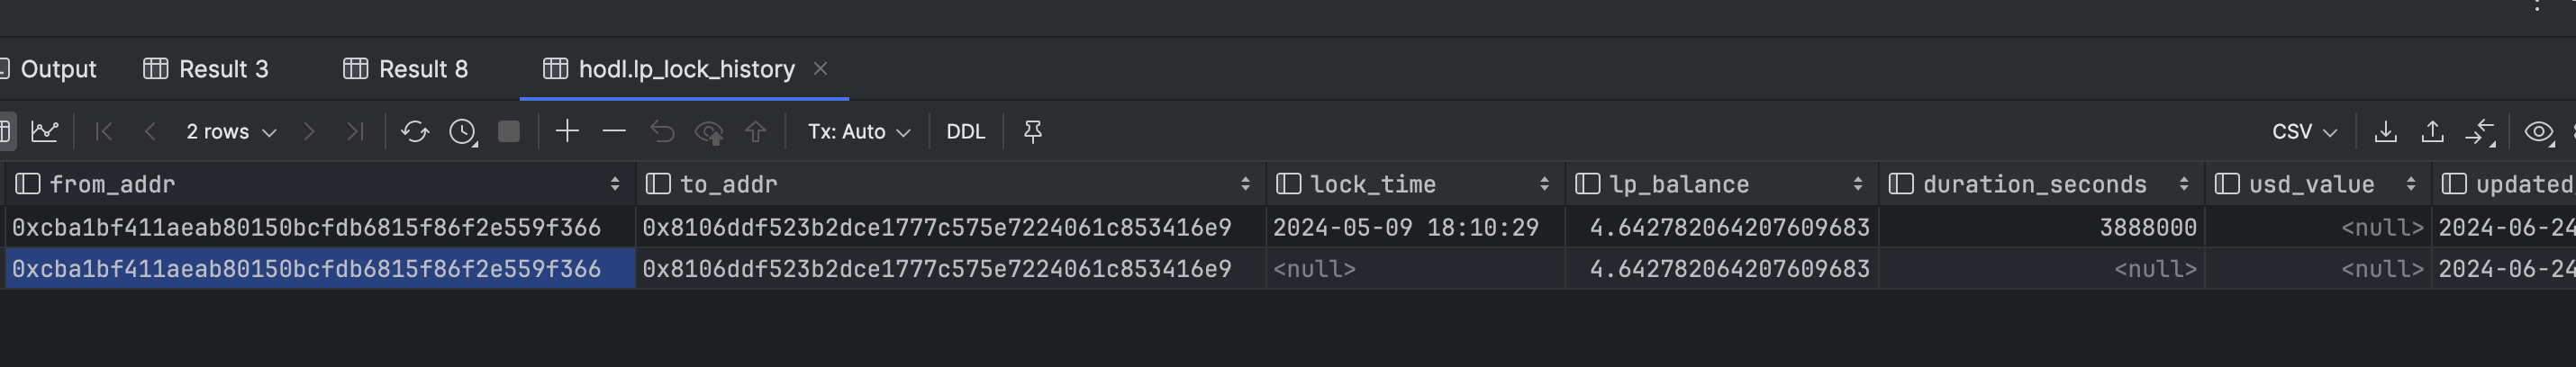 Output Result 3 Result 8 hodl.lp_lock_history
2 rows Tx: Auto DDL CSV
from_addr to_addr lock_time lp_balance duration_seconds usd_value updated
0xcba1bf411aeab80150bcfdb6815f86f2e559f366 0x8106ddf523b2dce1777c575e7224061c853416e9 2024-05-09 18:10:29 4.642782064207609683 3888000 <null> 2024-06-24
0xcba1bf411aeab80150bcfdb6815f86f2e559f366 0x8106ddf523b2dce1777c575e7224061c853416e9 <null> 4.642782064207609683 <null> <null> 2024-06-24